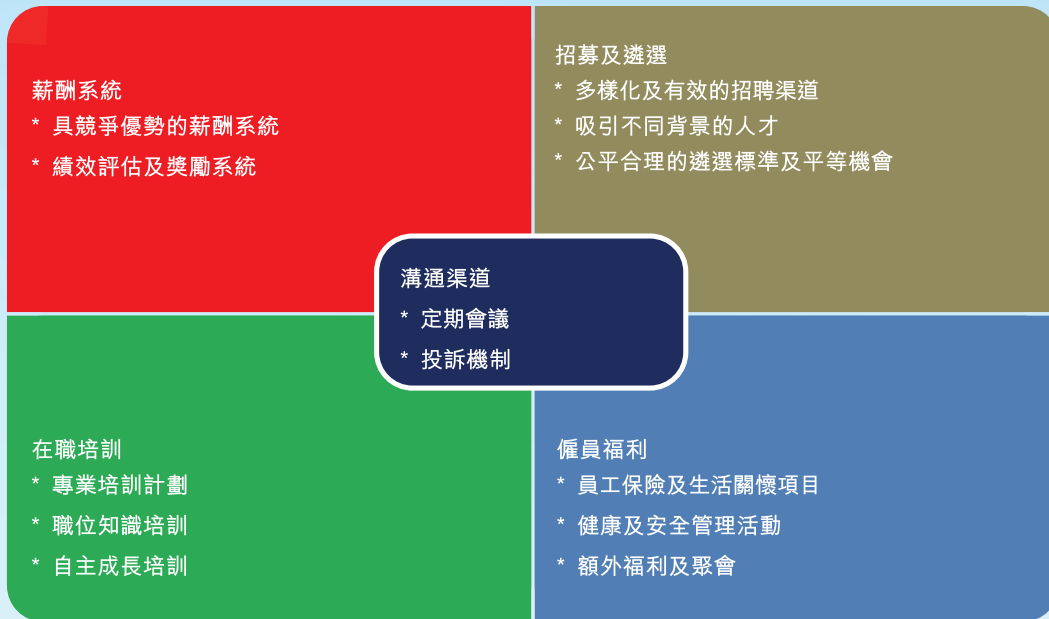 薪酬系統
* 具競爭優勢的薪酬系統
* 績效評估及獎勵系統
招募及遴選
* 多樣化及有效的招聘渠道
* 吸引不同背景的人才
* 公平合理的遴選標準及平等機會
溝通渠道
* 定期會議
* 投訴機制
在職培訓
* 專業培訓計劃
* 職位知識培訓
* 自主成長培訓
僱員福利
* 員工保險及生活關懷項目
* 健康及安全管理活動
* 額外福利及聚會